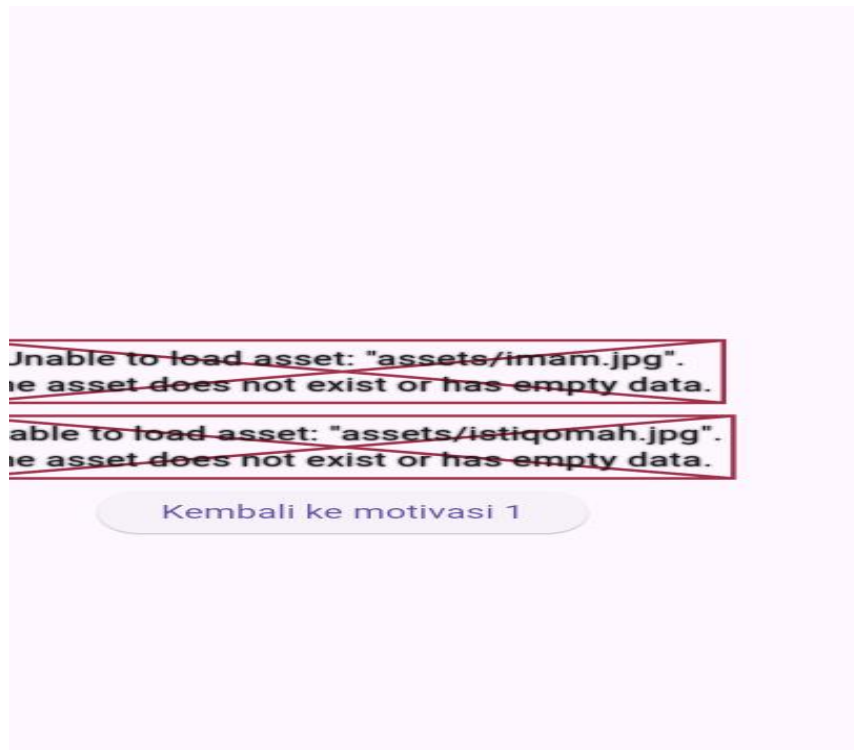 Unable to load asset: "assets/imam.jpg".
asset does not exist or has empty data.
to load asset: "assets/istiqomah.jpg".
asset does not exist or has empty data.
Kembali ke motivasi 1